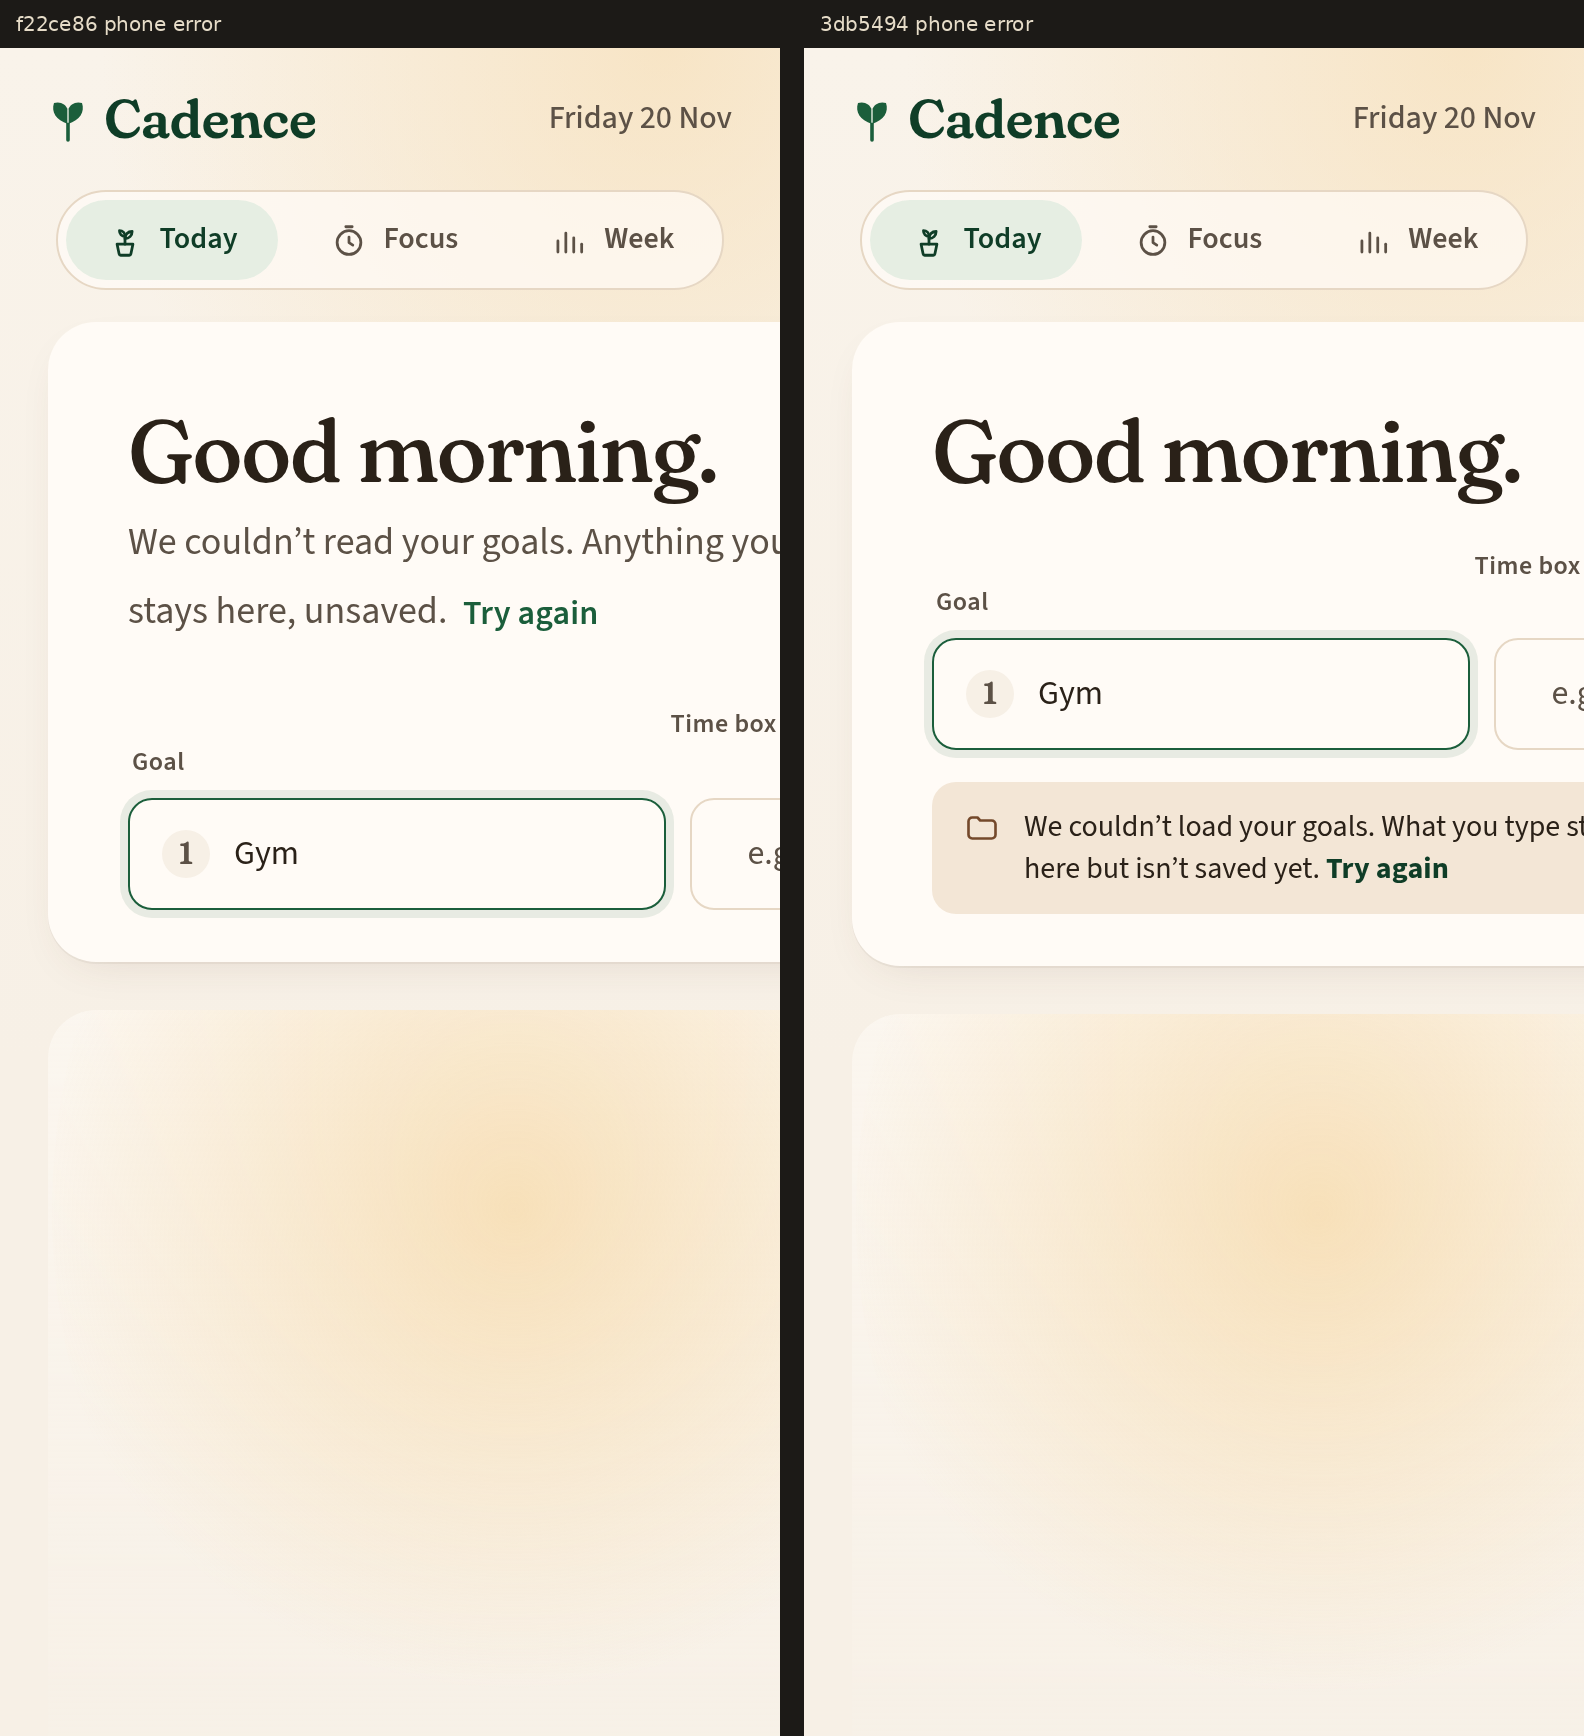 f22ce86 phone error
Cadence
Friday 20 Nov
Today
Focus
Week
Good morning.
We couldn’t read your goals. Anything you
stays here, unsaved. Try again
Time box
Goal
1 Gym
e.g
3db5494 phone error
Cadence
Friday 20 Nov
Today
Focus
Week
Good morning.
Time box
Goal
1 Gym
e.g
We couldn’t load your goals. What you type st
here but isn’t saved yet. Try again